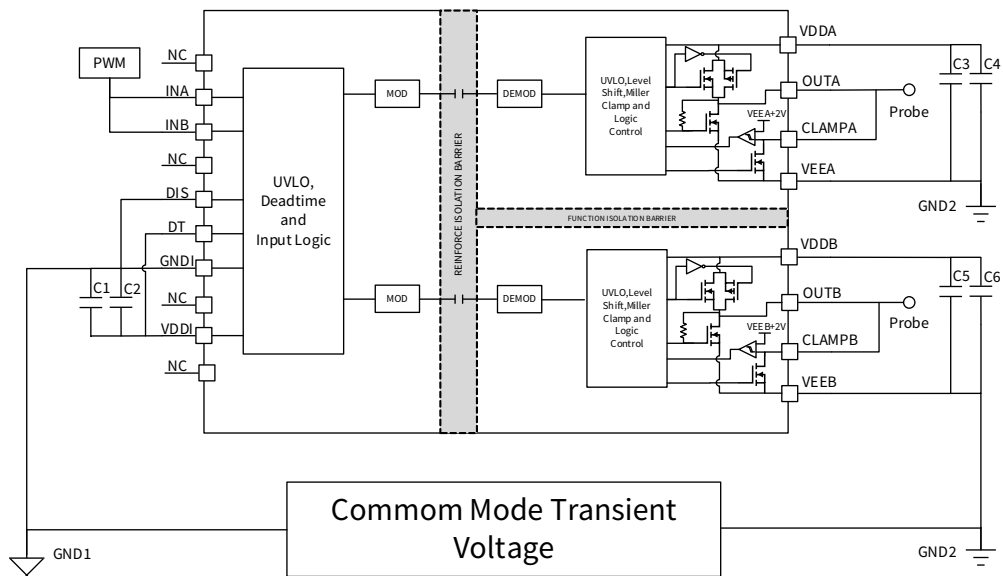 NC
PWM
INA
INB
NC
DIS
DT
GNDI
C1
C2
NC
VDDI
NC
UVLO,
Deadtime
and
Input Logic
MOD
DEMOD
REINFORCE ISOLATION BARRIER
UVLO,Level
Shift,Miller
Clamp and
Logic
Control
VEEA+2V
VDDA
OUTA
CLAMPA
VEEA
C3
C4
Probe
GND2
FUNCTION ISOLATION BARRIER
MOD
DEMOD
UVLO,Level
Shift,Miller
Clamp and
Logic
Control
VEEB+2V
VDDB
OUTB
CLAMPB
VEEB
C5
C6
Probe
Commom Mode Transient
Voltage
GND1
GND2